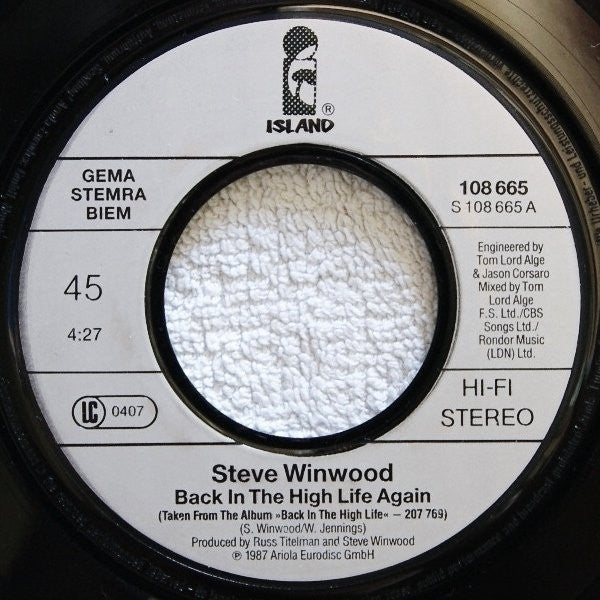 ®
ISLAND
GEMA
STEMRA
BIEM
108 665
S 108 665 A
45
4:27
Engineered by
Tom Lord Alge
& Jason Corsaro
Mixed by Tom
Lord Alge
F.S. Ltd./CBS
Songs Ltd./
Rondor Music
(LDN) Ltd.
LC 0407
HI-FI
STEREO
Steve Winwood
Back In The High Life Again
(Taken From The Album »Back In The High Life« – 207 769)
(S. Winwood/W. Jennings)
Produced by Russ Titelman and Steve Winwood
℗ 1987 Ariola Eurodisc GmbH